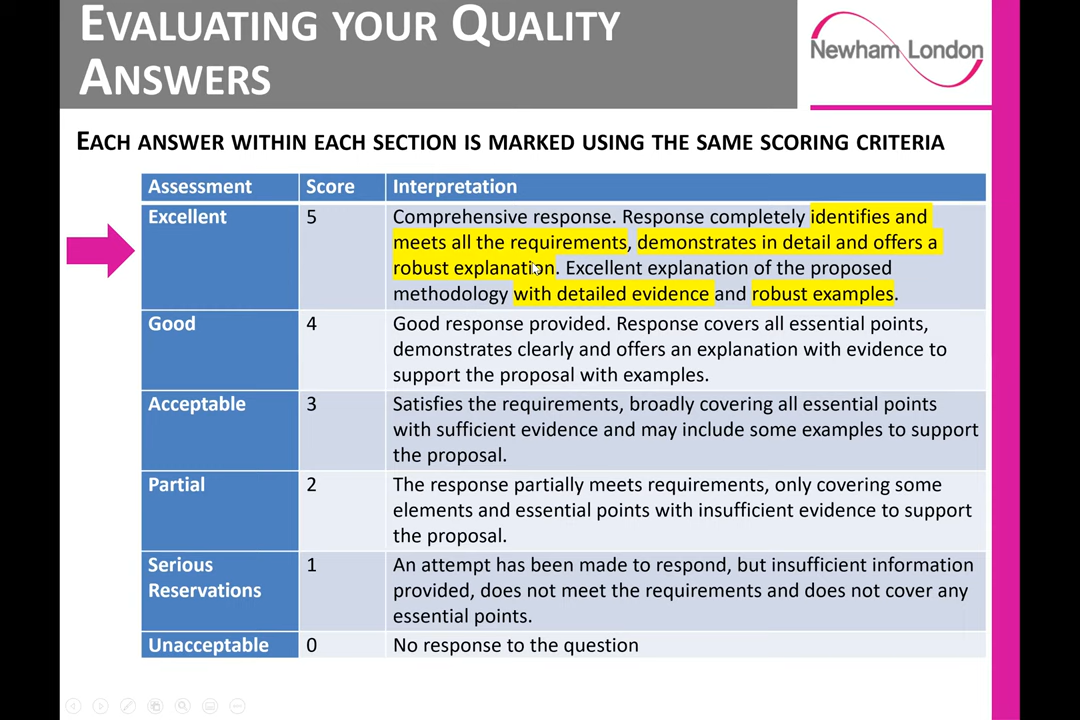 EVALUATING YOUR QUALITY
ANSWERS
Newham London
EACH ANSWER WITHIN EACH SECTION IS MARKED USING THE SAME SCORING CRITERIA
Assessment Score Interpretation
Excellent 5 Comprehensive response. Response completely identifies and
meets all the requirements, demonstrates in detail and offers a
robust explanation. Excellent explanation of the proposed
methodology with detailed evidence and robust examples.
Good 4 Good response provided. Response covers all essential points,
demonstrates clearly and offers an explanation with evidence to
support the proposal with examples.
Acceptable 3 Satisfies the requirements, broadly covering all essential points
with sufficient evidence and may include some examples to support
the proposal.
Partial 2 The response partially meets requirements, only covering some
elements and essential points with insufficient evidence to support
the proposal.
Serious 1 An attempt has been made to respond, but insufficient information
Reservations provided, does not meet the requirements and does not cover any
essential points.
Unacceptable 0 No response to the question